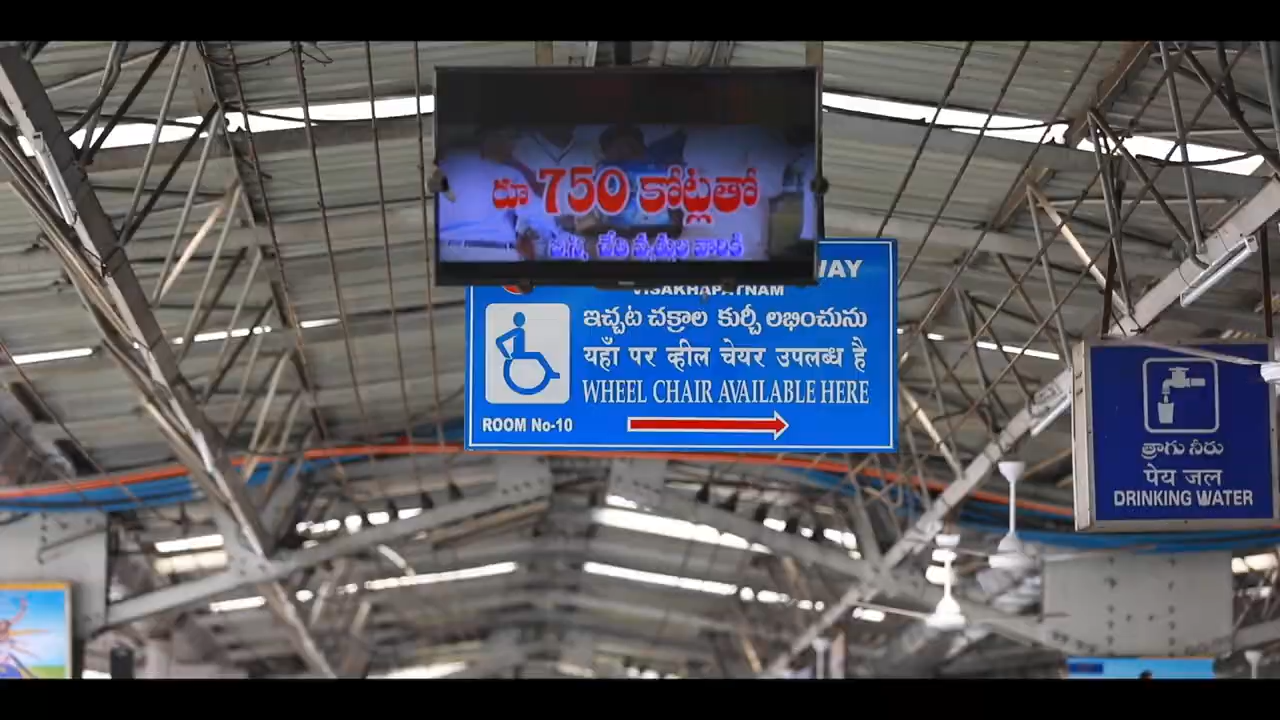 రూ 750 కోట్లతో
చేతి వృత్తుల వారికి
WAY
VISAKHAPATNAM
ఇచ్చట చక్రాల కుర్చీ లభించును
यहाँ पर व्हील चेयर उपलब्ध है
WHEEL CHAIR AVAILABLE HERE
ROOM No-10
త్రాగు నీరు
पेय जल
DRINKING WATER